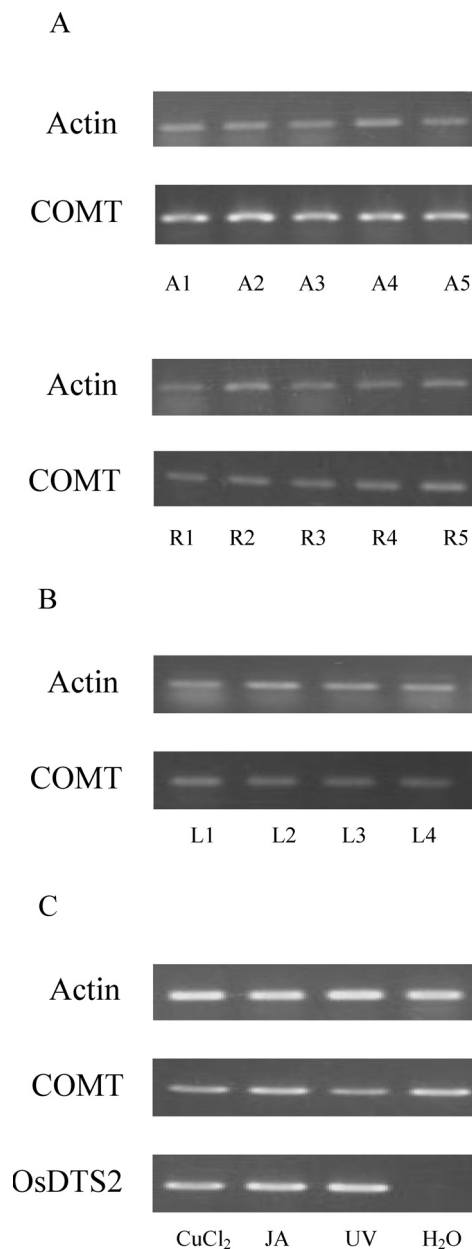 A
Actin
COMT
A1 A2 A3 A4 A5
Actin
COMT
R1 R2 R3 R4 R5
B
Actin
COMT
L1 L2 L3 L4
C
Actin
COMT
OsDTS2
CuCl₂ JA UV H₂O